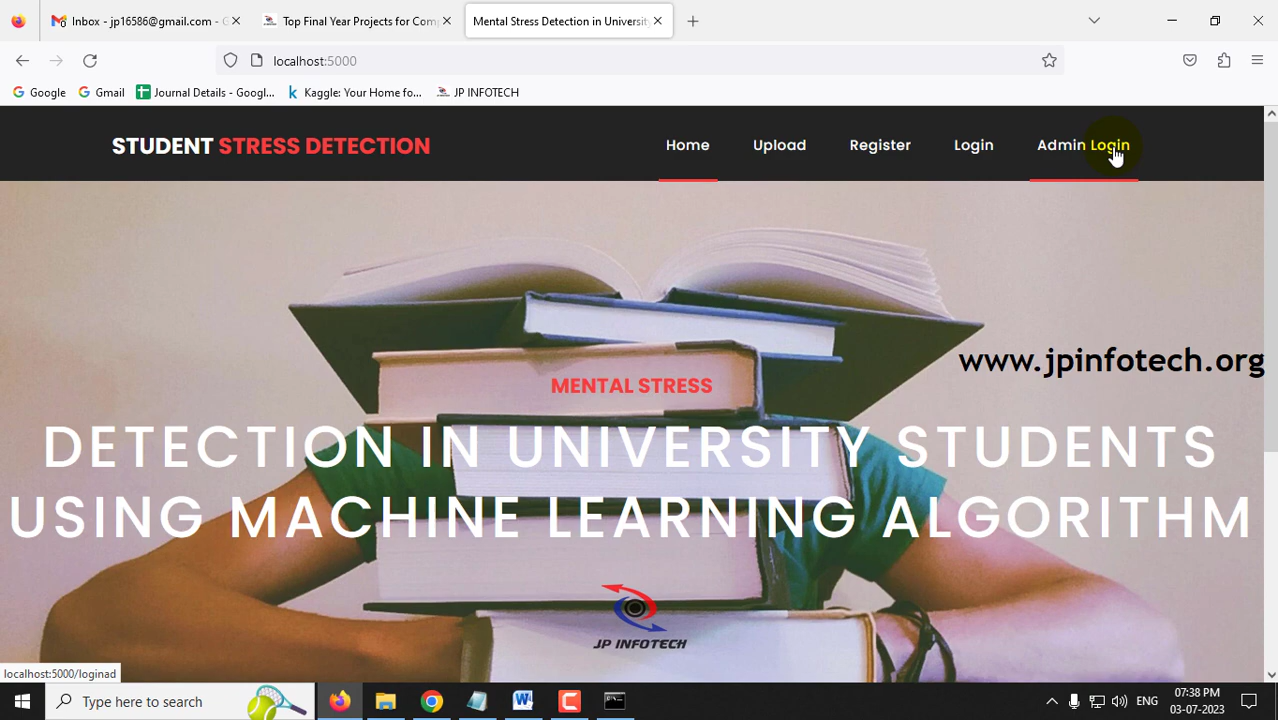 Inbox - jp16586@gmail.com - G
Top Final Year Projects for Comp
Mental Stress Detection in Universit
localhost:5000
Google
Gmail
Journal Details - Googl...
Kaggle: Your Home fo...
JP INFOTECH
STUDENT STRESS DETECTION
Home
Upload
Register
Login
Admin Login
www.jpinfotech.org
MENTAL STRESS
DETECTION IN UNIVERSITY STUDENTS
USING MACHINE LEARNING ALGORITHM
JP INFOTECH
localhost:5000/loginad
Type here to search
ENG
07:38 PM
03-07-2023